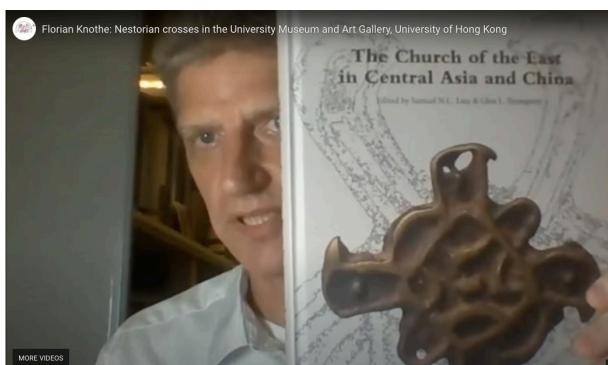 Florian Knothe: Nestorian crosses in the University Museum and Art Gallery, University of Hong Kong
The Church of the East
in Central Asia and China
Edited by Samuel N.C. Lieu & Glen L. Thompson
MORE VIDEOS